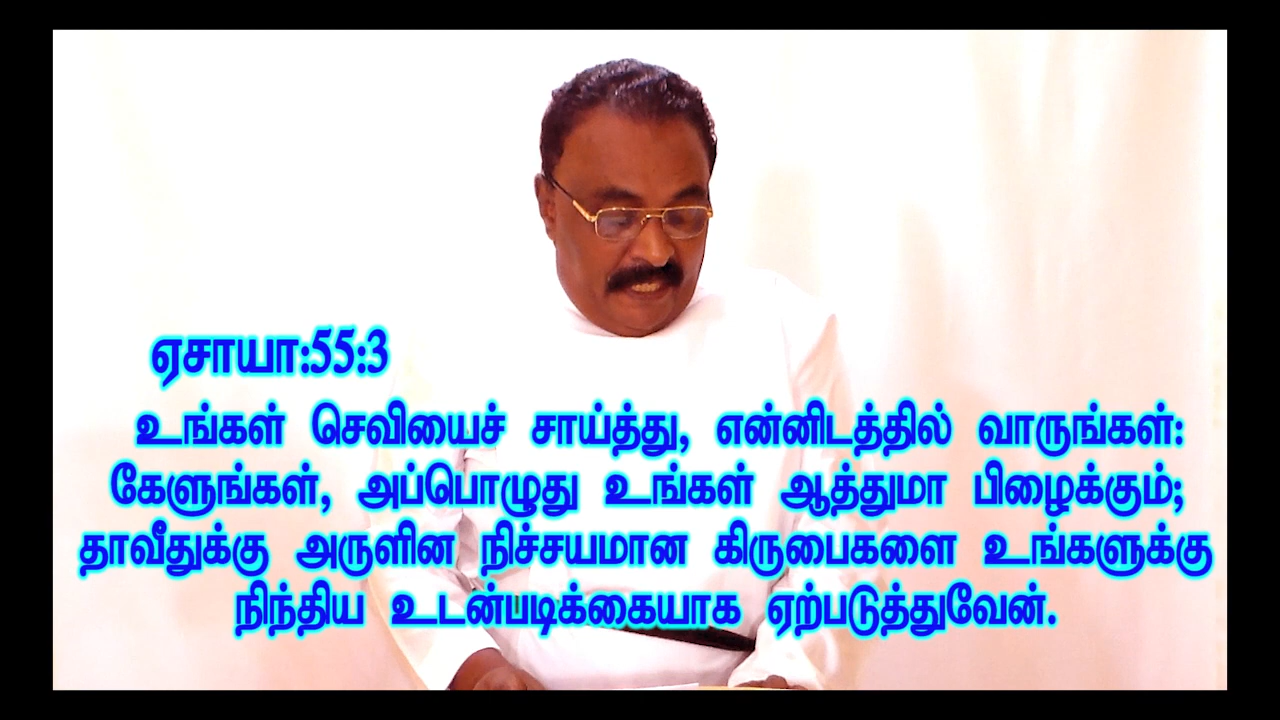 ஏசாயா:55:3
உங்கள் செவியைச் சாய்த்து, என்னிடத்தில் வாருங்கள்:
கேளுங்கள், அப்பொழுது உங்கள் ஆத்துமா பிழைக்கும்;
தாவீதுக்கு அருளின நிச்சயமான கிருபைகளை உங்களுக்கு
நிந்திய உடன்படிக்கையாக ஏற்படுத்துவேன்.